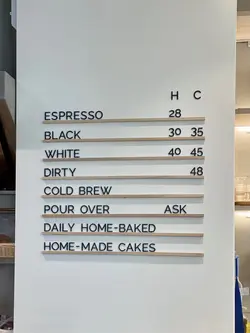 H C
ESPRESSO 28
BLACK 30 35
WHITE 40 45
DIRTY 48
COLD BREW
POUR OVER ASK
DAILY HOME-BAKED
HOME-MADE CAKES